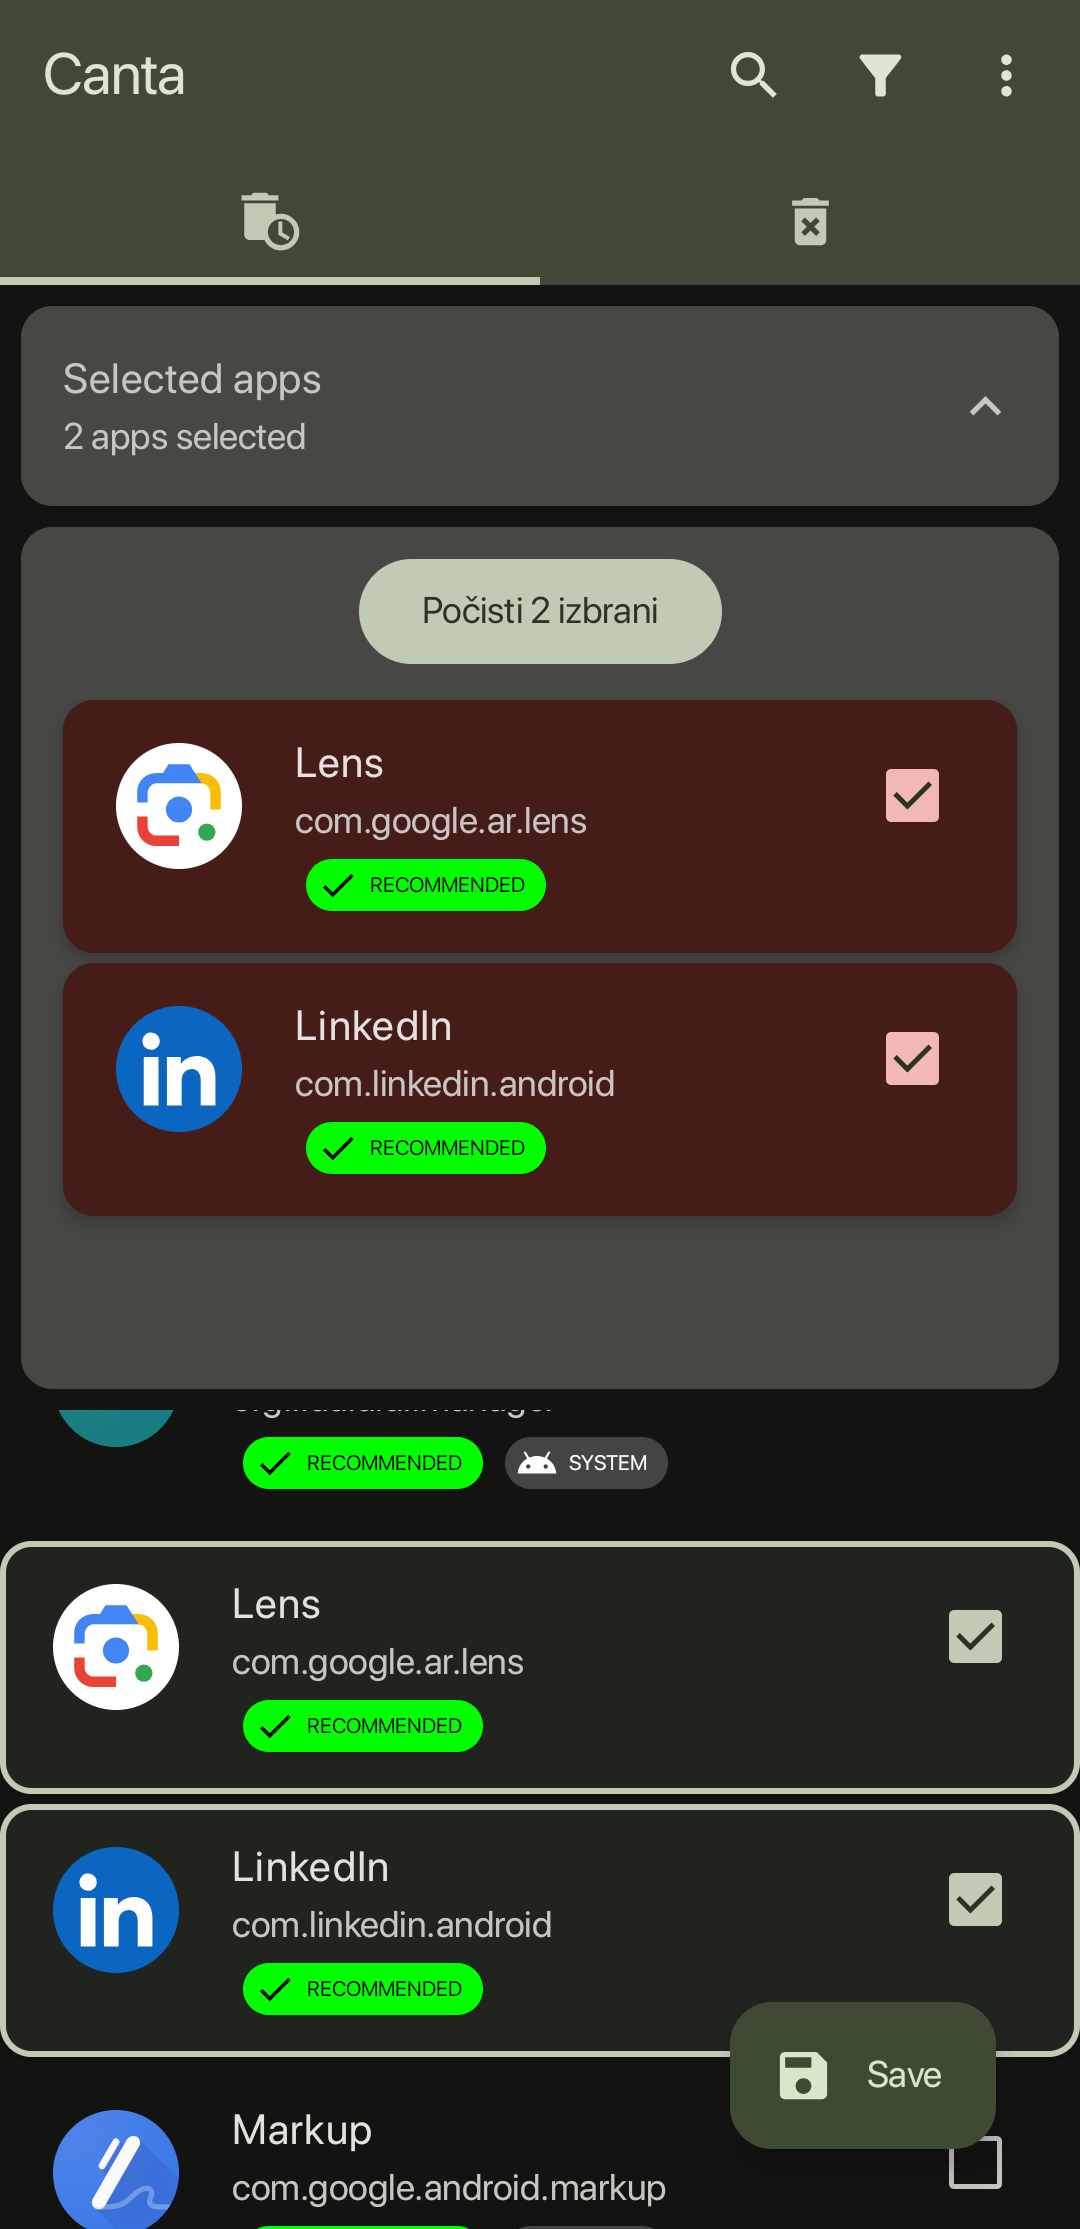 Canta
Selected apps
2 apps selected
Počisti 2 izbrani
Lens
com.google.ar.lens
RECOMMENDED
LinkedIn
com.linkedin.android
RECOMMENDED
RECOMMENDED SYSTEM
Lens
com.google.ar.lens
RECOMMENDED
LinkedIn
com.linkedin.android
RECOMMENDED
Save
Markup
com.google.android.markup